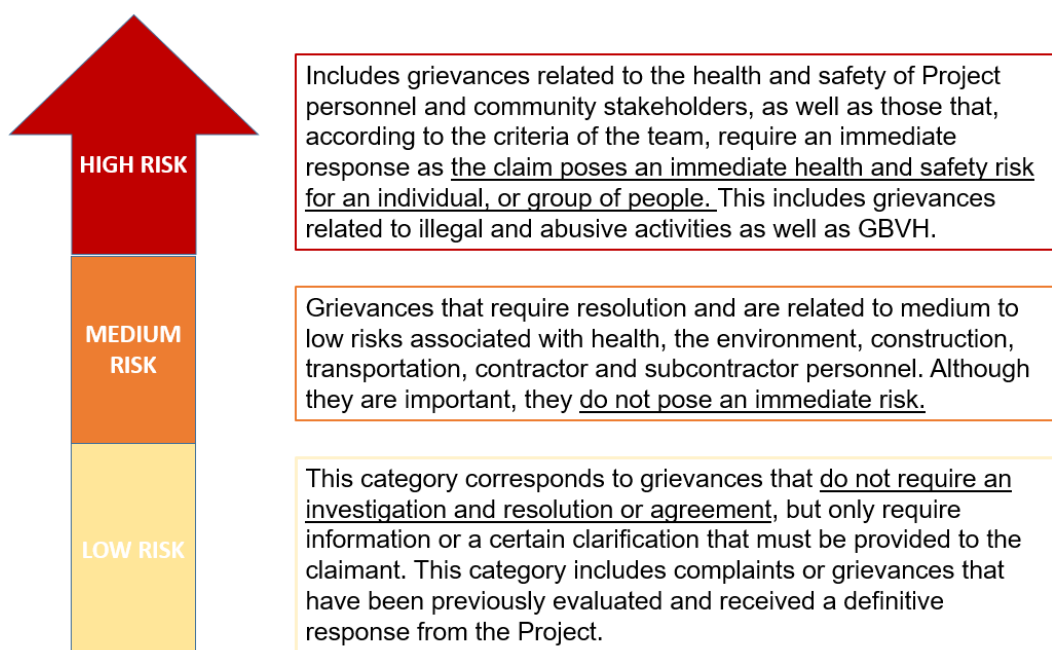 HIGH RISK
Includes grievances related to the health and safety of Project
personnel and community stakeholders, as well as those that,
according to the criteria of the team, require an immediate
response as the claim poses an immediate health and safety risk
for an individual, or group of people. This includes grievances
related to illegal and abusive activities as well as GBVH.
MEDIUM
RISK
Grievances that require resolution and are related to medium to
low risks associated with health, the environment, construction,
transportation, contractor and subcontractor personnel. Although
they are important, they do not pose an immediate risk.
LOW RISK
This category corresponds to grievances that do not require an
investigation and resolution or agreement, but only require
information or a certain clarification that must be provided to the
claimant. This category includes complaints or grievances that
have been previously evaluated and received a definitive
response from the Project.